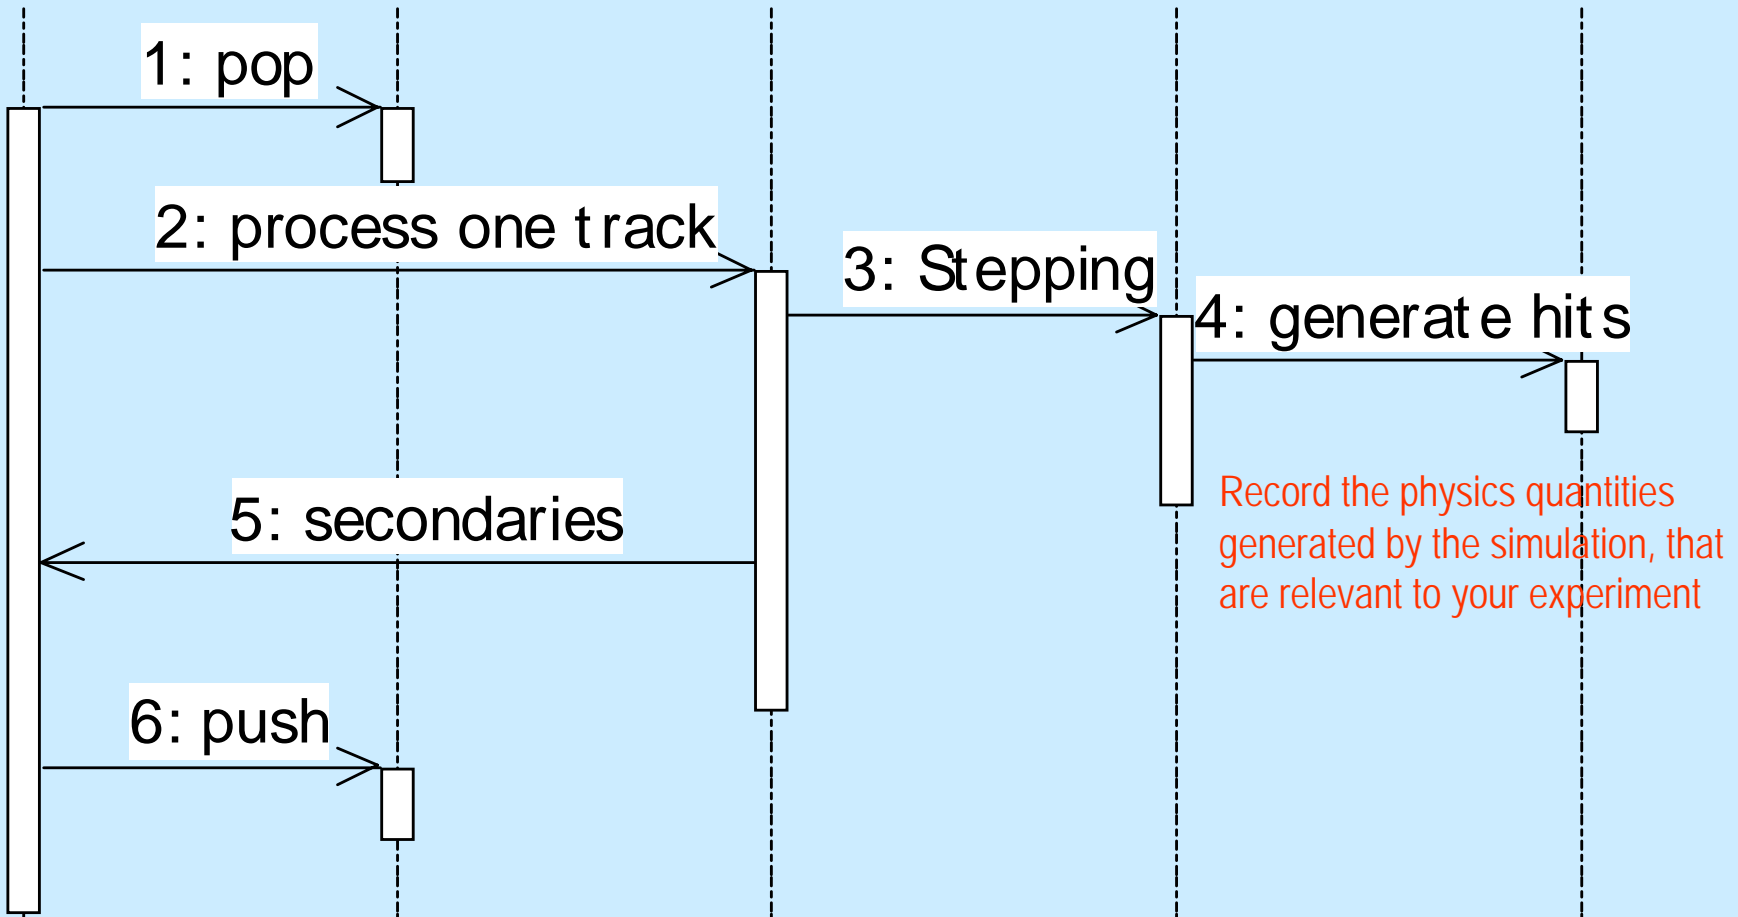 1: pop
2: process one track
3: Stepping
4: generate hits
Record the physics quantities
generated by the simulation, that
are relevant to your experiment
5: secondaries
6: push